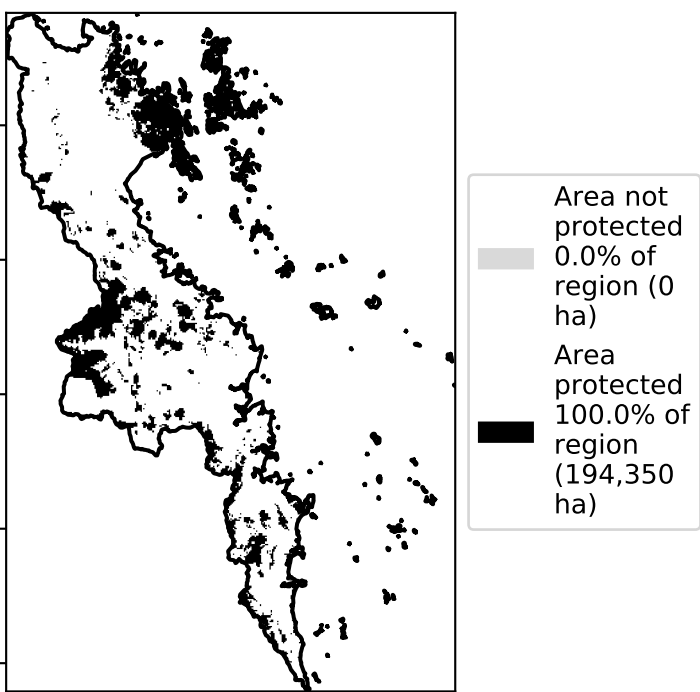 Area not
protected
0.0% of
region (0
ha)
Area
protected
100.0% of
region
(194,350
ha)